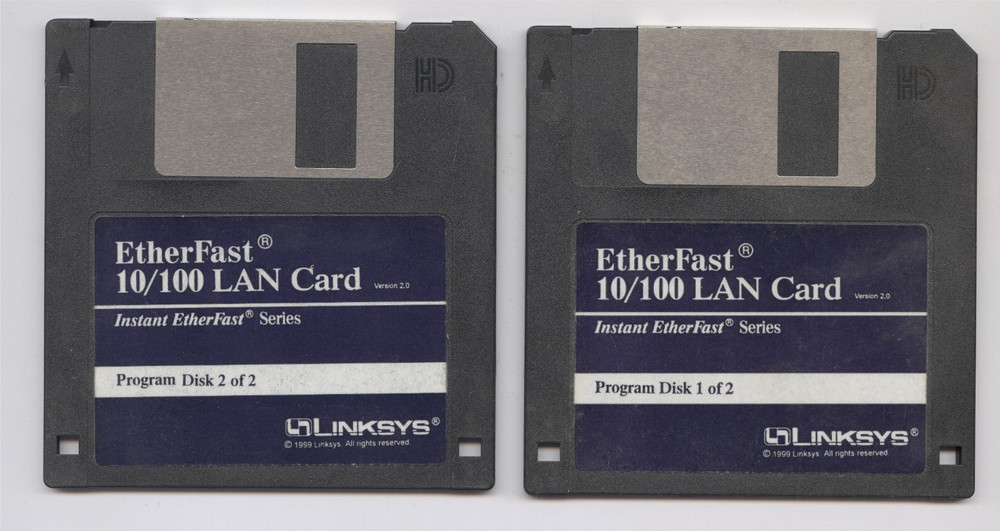 HD
EtherFast®
10/100 LAN Card Version 2.0
Instant EtherFast® Series
Program Disk 2 of 2
LINKSYS®
© 1999 Linksys. All rights reserved
HD
EtherFast®
10/100 LAN Card Version 2.0
Instant EtherFast® Series
Program Disk 1 of 2
LINKSYS®
© 1999 Linksys. All rights reserved